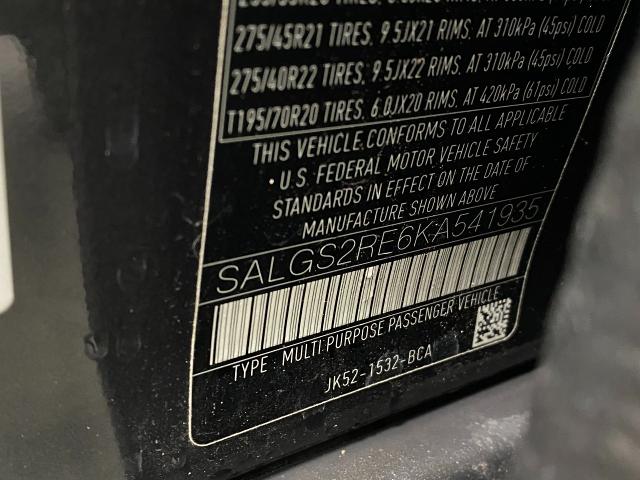 275/45R21 TIRES, 9.5JX21 RIMS, AT 310kPa (45psi) COLD
275/40R22 TIRES, 9.5JX22 RIMS, AT 310kPa (45psi) COLD
T195/70R20 TIRES, 6.0JX20 RIMS, AT 420kPa (61psi) COLD
THIS VEHICLE CONFORMS TO ALL APPLICABLE
U.S. FEDERAL MOTOR VEHICLE SAFETY
STANDARDS IN EFFECT ON THE DATE OF
MANUFACTURE SHOWN ABOVE
SALGS2RE6KA541935
TYPE: MULTI PURPOSE PASSENGER VEHICLE
JK52-1532-BCA